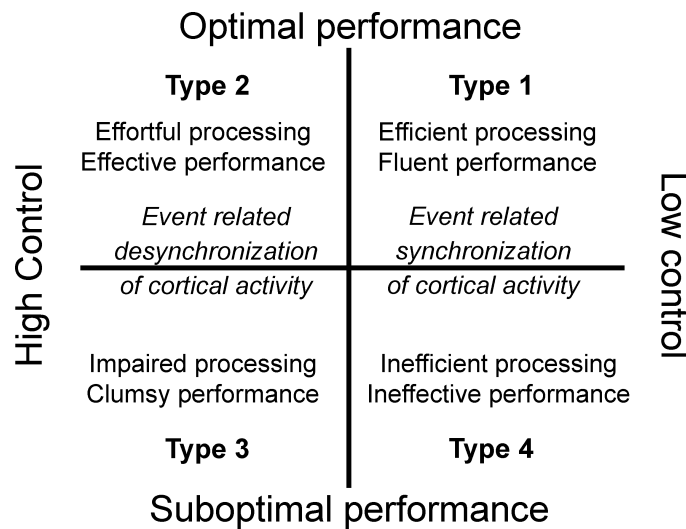 Optimal performance
Type 2
Effortful processing
Effective performance
Type 1
Efficient processing
Fluent performance
High Control
Low control
Event related
desynchronization
of cortical activity
Event related
synchronization
of cortical activity
Impaired processing
Clumsy performance
Type 3
Inefficient processing
Ineffective performance
Type 4
Suboptimal performance